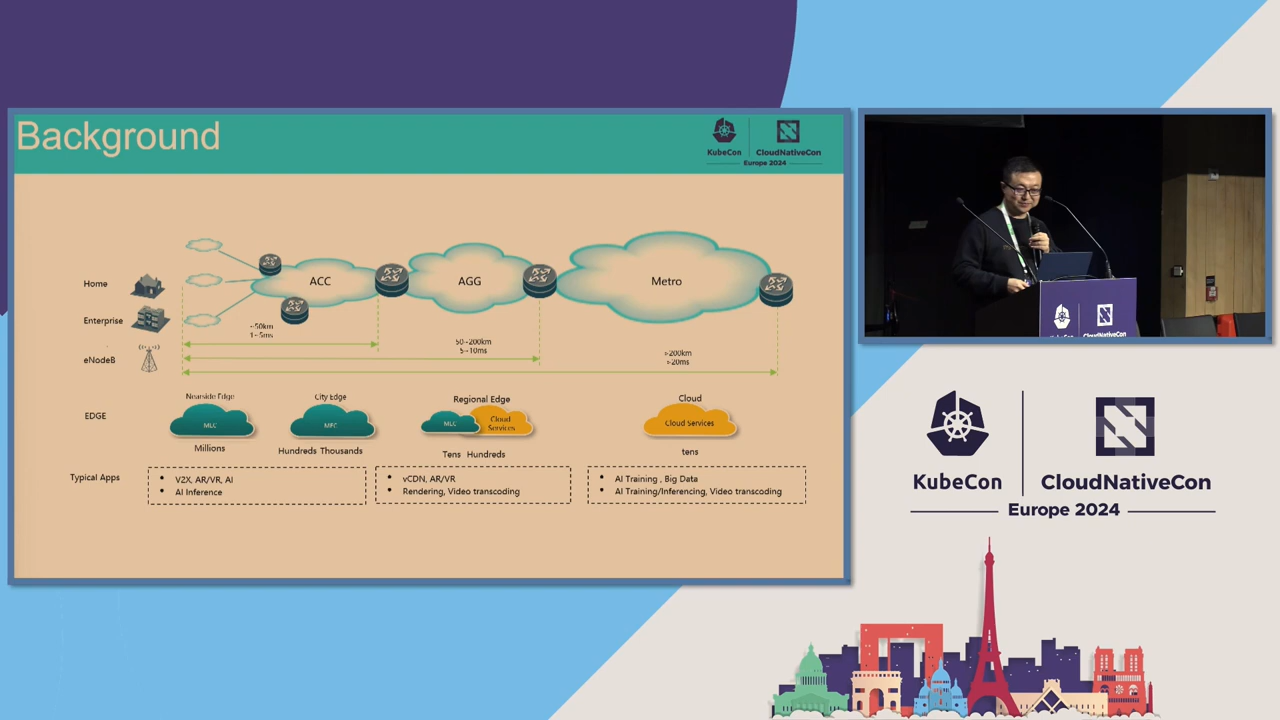 Background
KubeCon
CloudNativeCon
Europe 2024
Home
Enterprise
eNodeB
ACC
AGG
Metro
~50km
1~5ms
50~200km
5~10ms
>200km
>20ms
EDGE
Nearside Edge
MEC
Millions
City Edge
MEC
Hundreds Thousands
Regional Edge
MEC
Cloud
Services
Tens Hundreds
Cloud
Cloud Services
tens
Typical Apps
• V2X, AR/VR, AI
• AI Inference
• vCDN, AR/VR
• Rendering, Video transcoding
• AI Training , Big Data
• AI Training/Inferencing, Video transcoding
KubeCon
CloudNativeCon
Europe 2024